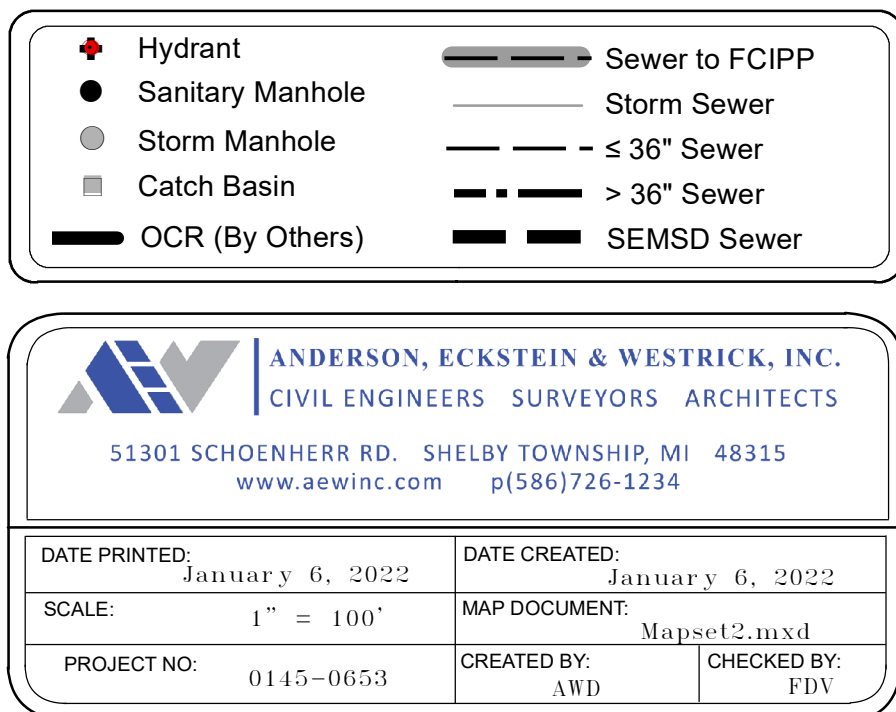 Hydrant
Sanitary Manhole
Storm Manhole
Catch Basin
OCR (By Others)
Sewer to FCIPP
Storm Sewer
≤ 36" Sewer
> 36" Sewer
SEMSD Sewer
AEW
ANDERSON, ECKSTEIN & WESTRICK, INC.
CIVIL ENGINEERS SURVEYORS ARCHITECTS
51301 SCHOENHERR RD. SHELBY TOWNSHIP, MI 48315
www.aewinc.com p(586)726-1234
DATE PRINTED:
January 6, 2022
DATE CREATED:
January 6, 2022
SCALE:
1” = 100’
MAP DOCUMENT:
Mapset2.mxd
PROJECT NO:
0145-0653
CREATED BY:
AWD
CHECKED BY:
FDV